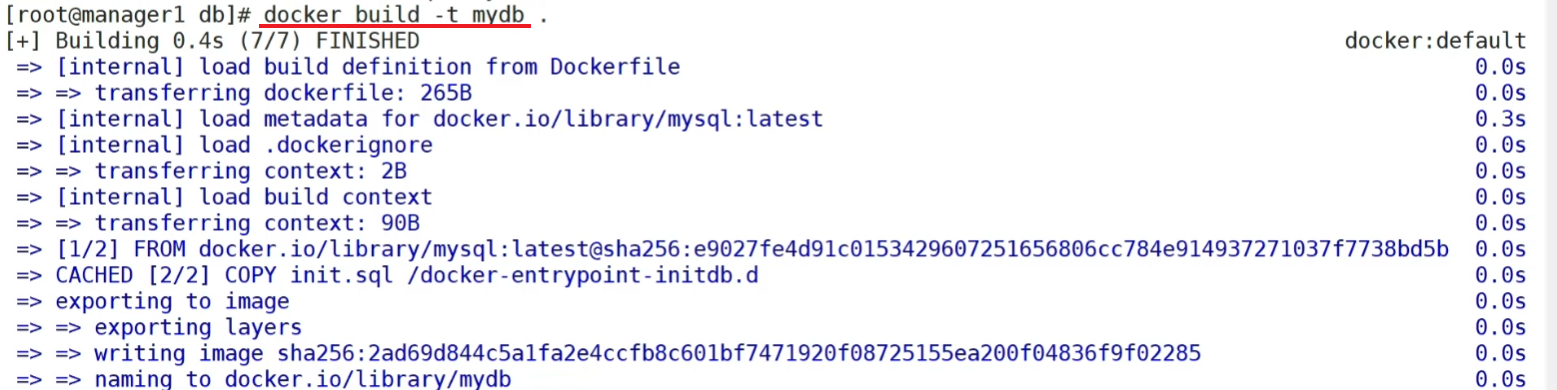 [root@manager1 db]# docker build -t mydb .
[+] Building 0.4s (7/7) FINISHED docker:default
=> [internal] load build definition from Dockerfile 0.0s
=> => transferring dockerfile: 265B 0.0s
=> [internal] load metadata for docker.io/library/mysql:latest 0.3s
=> [internal] load .dockerignore 0.0s
=> => transferring context: 2B 0.0s
=> [internal] load build context 0.0s
=> => transferring context: 90B 0.0s
=> [1/2] FROM docker.io/library/mysql:latest@sha256:e9027fe4d91c0153429607251656806cc784e914937271037f7738bd5b 0.0s
=> CACHED [2/2] COPY init.sql /docker-entrypoint-initdb.d 0.0s
=> exporting to image 0.0s
=> => exporting layers 0.0s
=> => writing image sha256:2ad69d844c5a1fa2e4ccfb8c601bf7471920f08725155ea200f04836f9f02285 0.0s
=> => naming to docker.io/library/mydb 0.0s